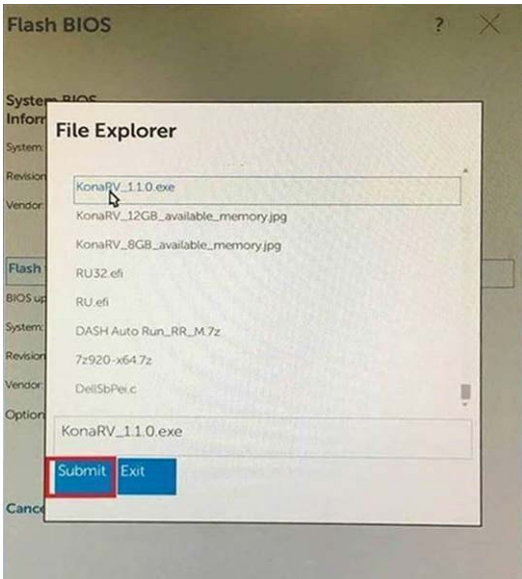 Flash BIOS
?
System BIOS
Inforr
System:
Revision
Vendor:
File Explorer
KonaRV_1.1.0.exe
KonaRV_12GB_available_memory.jpg
KonaRV_8GB_available_memory.jpg
RU32.efi
RU.efi
DASH Auto Run_RR_M.7z
7z920-x64.7z
DellSbPei.c
KonaRV_1.1.0.exe
Submit Exit
Flash
BIOS up
System:
Revision
Vendor:
Option
Cance